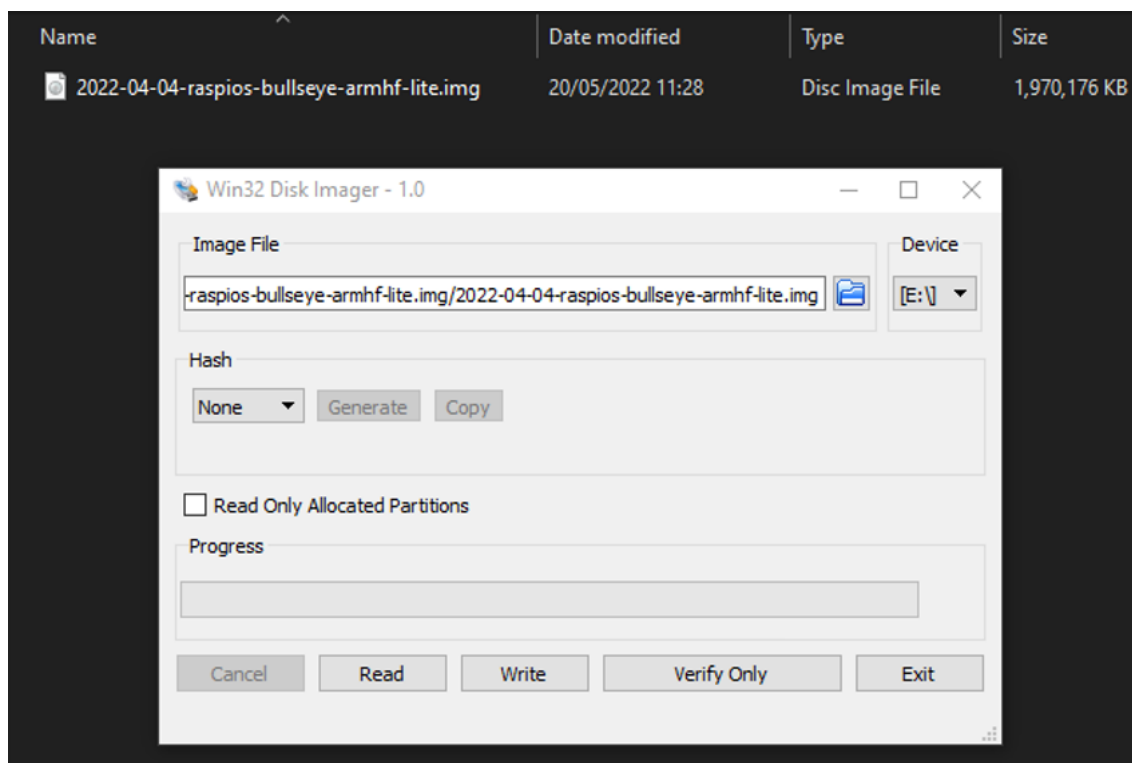 Name Date modified Type Size
2022-04-04-raspios-bullseye-armhf-lite.img 20/05/2022 11:28 Disc Image File 1,970,176 KB
Win32 Disk Imager - 1.0
Image File Device
-raspios-bullseye-armhf-lite.img/2022-04-04-raspios-bullseye-armhf-lite.img [E:\]
Hash
None Generate Copy
Read Only Allocated Partitions
Progress
Cancel Read Write Verify Only Exit